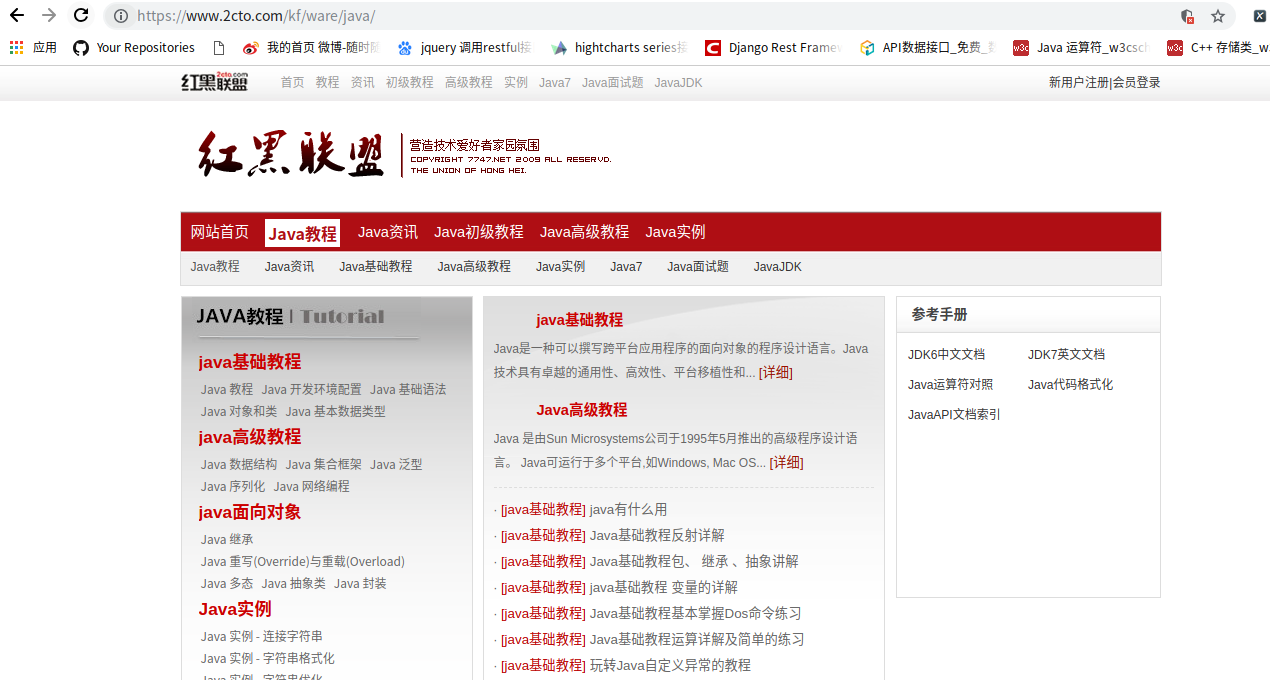 https://www.2cto.com/kf/ware/java/
应用 Your Repositories 我的首页 微博-随时随 jquery 调用restful接 hightcharts series接 Django Rest Framew API数据接口_免费_数 w3c Java 运算符_w3csch w3c C++ 存储类_w3
红黑联盟 2cto.com 首页 教程 资讯 初级教程 高级教程 实例 Java7 Java面试题 JavaJDK 新用户注册|会员登录
红黑联盟 营造技术爱好者家园氛围
COPYRIGHT 7747.NET 2009 ALL RESERVD.
THE UNION OF HONG HEI.
网站首页 Java教程 Java资讯 Java初级教程 Java高级教程 Java实例
Java教程 Java资讯 Java基础教程 Java高级教程 Java实例 Java7 Java面试题 JavaJDK
JAVA教程 | Tutorial
java基础教程
Java 教程 Java 开发环境配置 Java 基础语法
Java 对象和类 Java 基本数据类型
java高级教程
Java 数据结构 Java 集合框架 Java 泛型
Java 序列化 Java 网络编程
java面向对象
Java 继承
Java 重写(Override)与重载(Overload)
Java 多态 Java 抽象类 Java 封装
Java实例
Java 实例 - 连接字符串
Java 实例 - 字符串格式化
Java 实例 - 字符串优化
java基础教程
Java是一种可以撰写跨平台应用程序的面向对象的程序设计语言。Java
技术具有卓越的通用性、高效性、平台移植性和... [详细]
Java高级教程
Java 是由Sun Microsystems公司于1995年5月推出的高级程序设计语
言。 Java可运行于多个平台,如Windows, Mac OS... [详细]
· [java基础教程] java有什么用
· [java基础教程] Java基础教程反射详解
· [java基础教程] Java基础教程包、 继承 、抽象讲解
· [java基础教程] java基础教程 变量的详解
· [java基础教程] Java基础教程基本掌握Dos命令练习
· [java基础教程] Java基础教程运算详解及简单的练习
· [java基础教程] 玩转Java自定义异常的教程
参考手册
JDK6中文文档 JDK7英文文档
Java运算符对照 Java代码格式化
JavaAPI文档索引